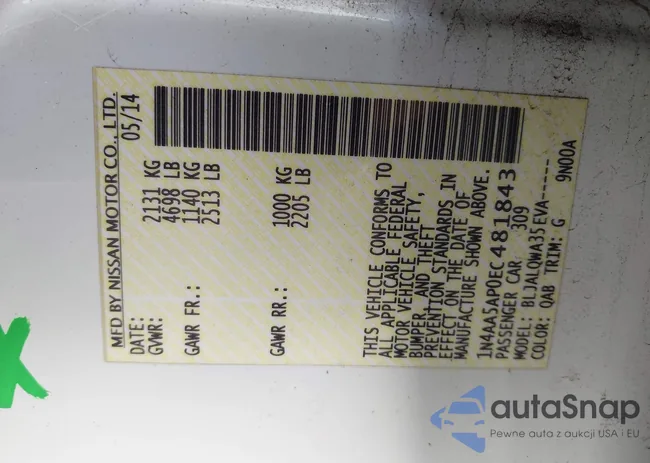 MFD BY NISSAN MOTOR CO., LTD.
DATE: 05/14
GVWR: 2131 KG
4698 LB
GAWR FR.: 1140 KG
2513 LB
GAWR RR.: 1000 KG
2205 LB
THIS VEHICLE CONFORMS TO
ALL APPLICABLE FEDERAL
MOTOR VEHICLE SAFETY,
BUMPER, AND THEFT
PREVENTION STANDARDS IN
EFFECT ON THE DATE OF
MANUFACTURE SHOWN ABOVE.
1N4AA5AP0EC481843
PASSENGER CAR 309
MODEL: BLJALQWA35EVA-----
COLOR: QAB TRIM: G 9N00A
autoSnap
Pewne auta z aukcji USA i EU